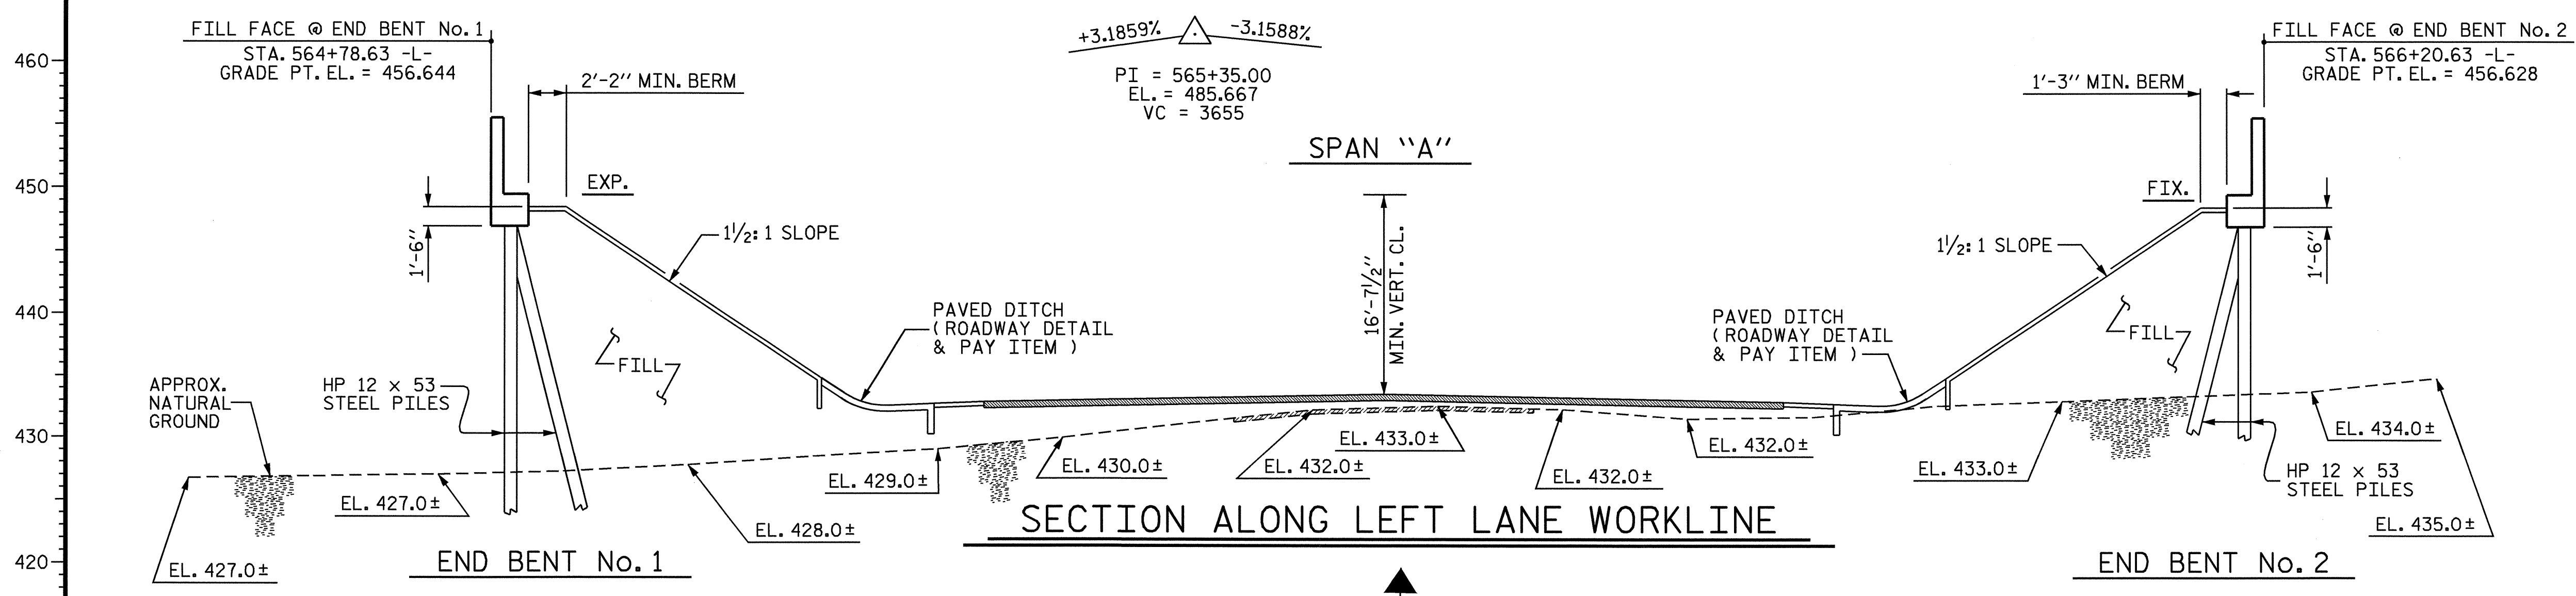 FILL FACE @ END BENT No. 1
STA. 564+78.63 -L-
GRADE PT. EL. = 456.644
2'-2" MIN. BERM
+3.1859%
-3.1588%
PI = 565+35.00
EL. = 485.667
VC = 3655
SPAN "A"
FILL FACE @ END BENT No. 2
STA. 566+20.63 -L-
GRADE PT. EL. = 456.628
1'-3" MIN. BERM
460
450
440
430
420
EXP.
FIX.
1'-6"
1½:1 SLOPE
16'-7½"
MIN. VERT. CL.
1½:1 SLOPE
1'-6"
PAVED DITCH
(ROADWAY DETAIL
& PAY ITEM )
PAVED DITCH
(ROADWAY DETAIL
& PAY ITEM )
FILL
FILL
APPROX.
NATURAL
GROUND
HP 12 x 53
STEEL PILES
EL. 427.0±
EL. 427.0±
EL. 428.0±
EL. 429.0±
EL. 430.0±
EL. 432.0±
EL. 433.0±
EL. 432.0±
EL. 432.0±
EL. 433.0±
EL. 434.0±
HP 12 x 53
STEEL PILES
EL. 435.0±
SECTION ALONG LEFT LANE WORKLINE
END BENT No. 1
END BENT No. 2